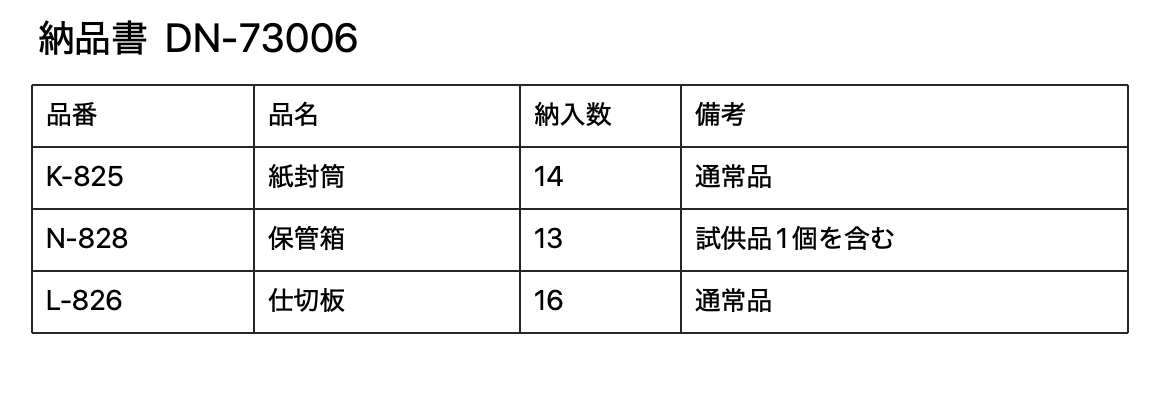 納品書 DN-73006
品番 品名 納入数 備考
K-825 紙封筒 14 通常品
N-828 保管箱 13 試供品1個を含む
L-826 仕切板 16 通常品